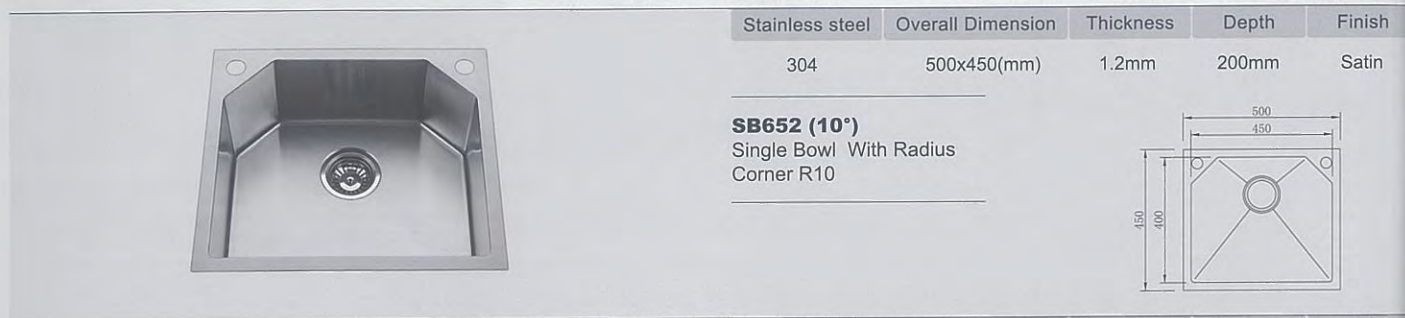 Stainless steel Overall Dimension Thickness Depth Finish
304 500x450(mm) 1.2mm 200mm Satin
SB652 (10°)
Single Bowl With Radius
Corner R10
500
450
450
400